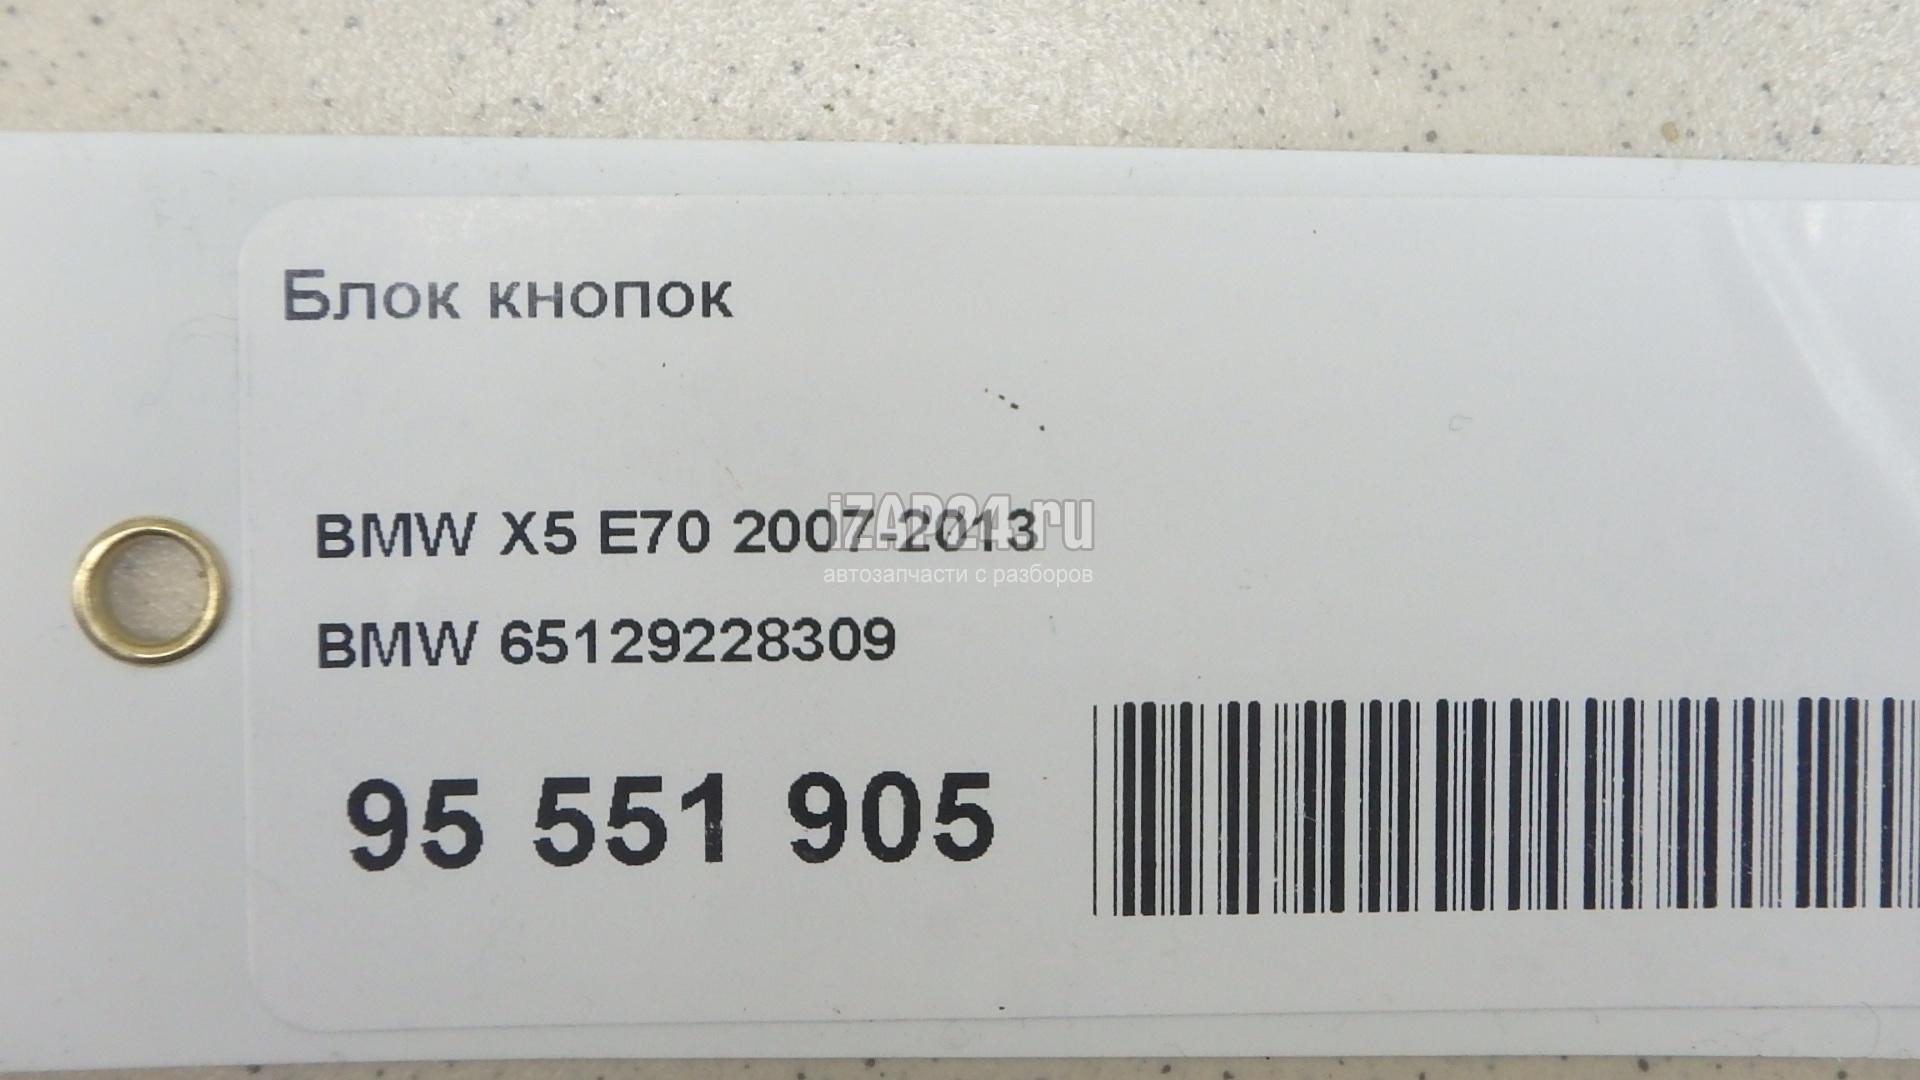 Блок кнопок
BMW X5 E70 2007-2013
iZAP24.ru
автозапчасти с разборов
BMW 65129228309
95 551 905